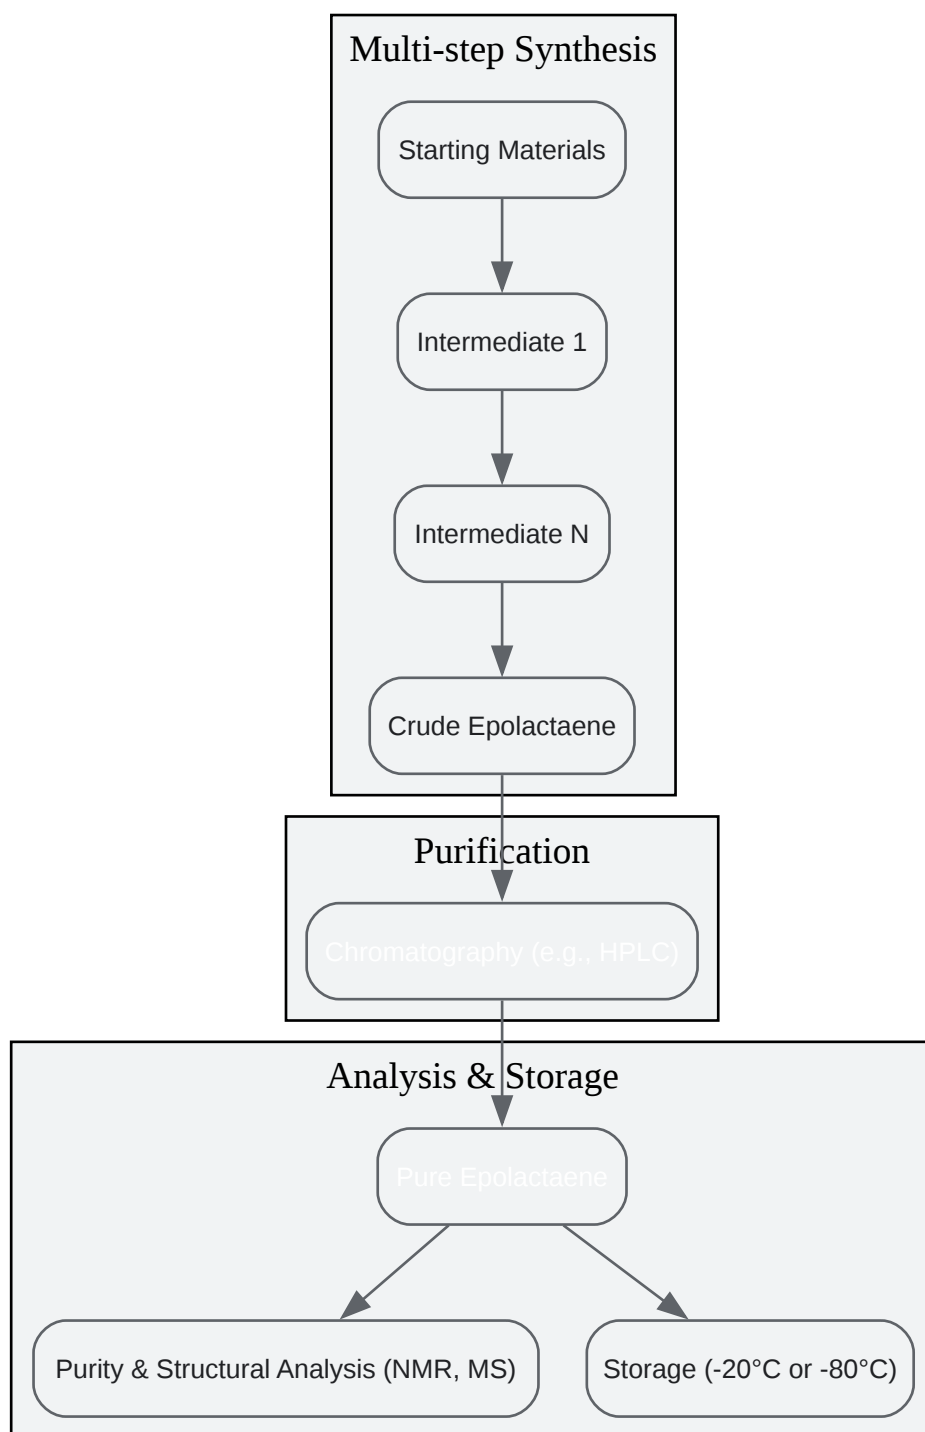 Multi-step Synthesis
Starting Materials
Intermediate 1
Intermediate N
Crude Epolactaene
Purification
Chromatography (e.g., HPLC)
Analysis & Storage
Pure Epolactaene
Purity & Structural Analysis (NMR, MS)
Storage (-20°C or -80°C)